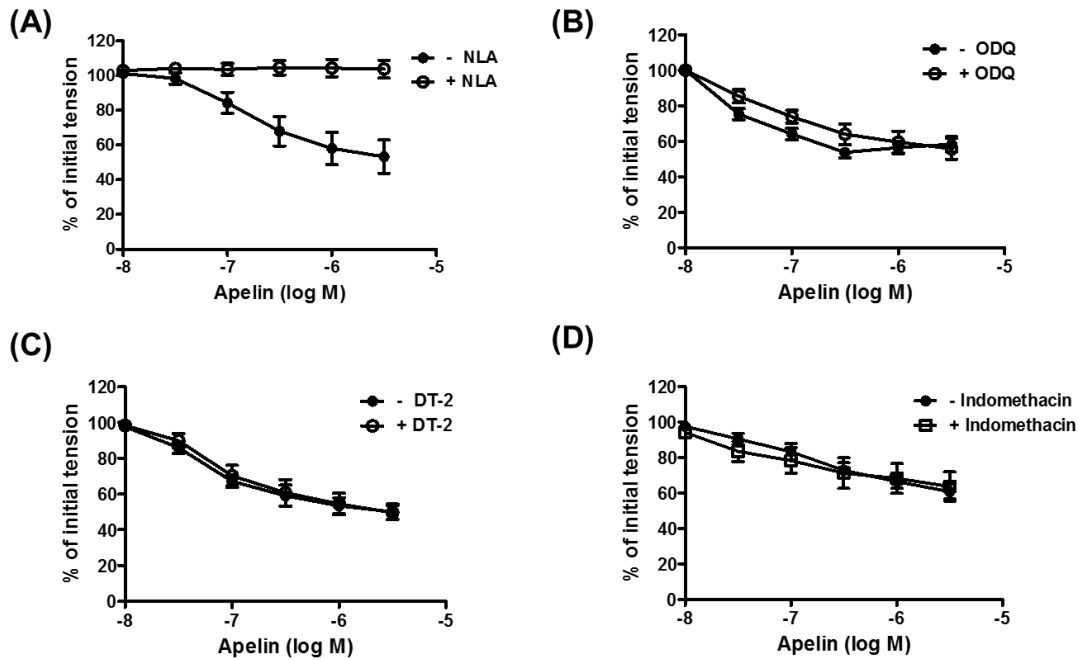 (A)
120
100
80
60
40
20
0
% of initial tension
- NLA
+ NLA
-8 -7 -6 -5
Apelin (log M)
(B)
120
100
80
60
40
20
0
% of initial tension
- ODQ
+ ODQ
-8 -7 -6 -5
Apelin (log M)
(C)
120
100
80
60
40
20
0
% of initial tension
- DT-2
+ DT-2
-8 -7 -6 -5
Apelin (log M)
(D)
120
100
80
60
40
20
0
% of initial tension
- Indomethacin
+ Indomethacin
-8 -7 -6 -5
Apelin (log M)